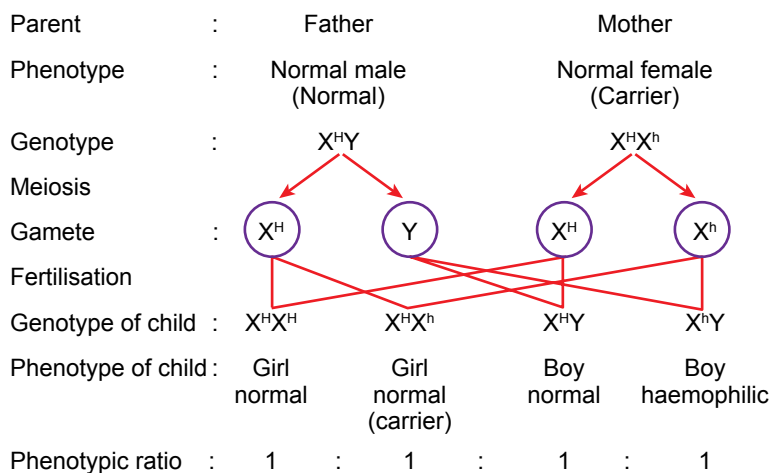 Parent : Father Mother
Phenotype : Normal male Normal female
(Normal) (Carrier)
Genotype : XᴴY XᴴXʰ
Meiosis
Gamete : Xᴴ Y Xᴴ Xʰ
Fertilisation
Genotype of child : XᴴXᴴ XᴴXʰ XᴴY XʰY
Phenotype of child : Girl Girl Boy Boy
normal normal normal haemophilic
(carrier)
Phenotypic ratio : 1 : 1 : 1 : 1